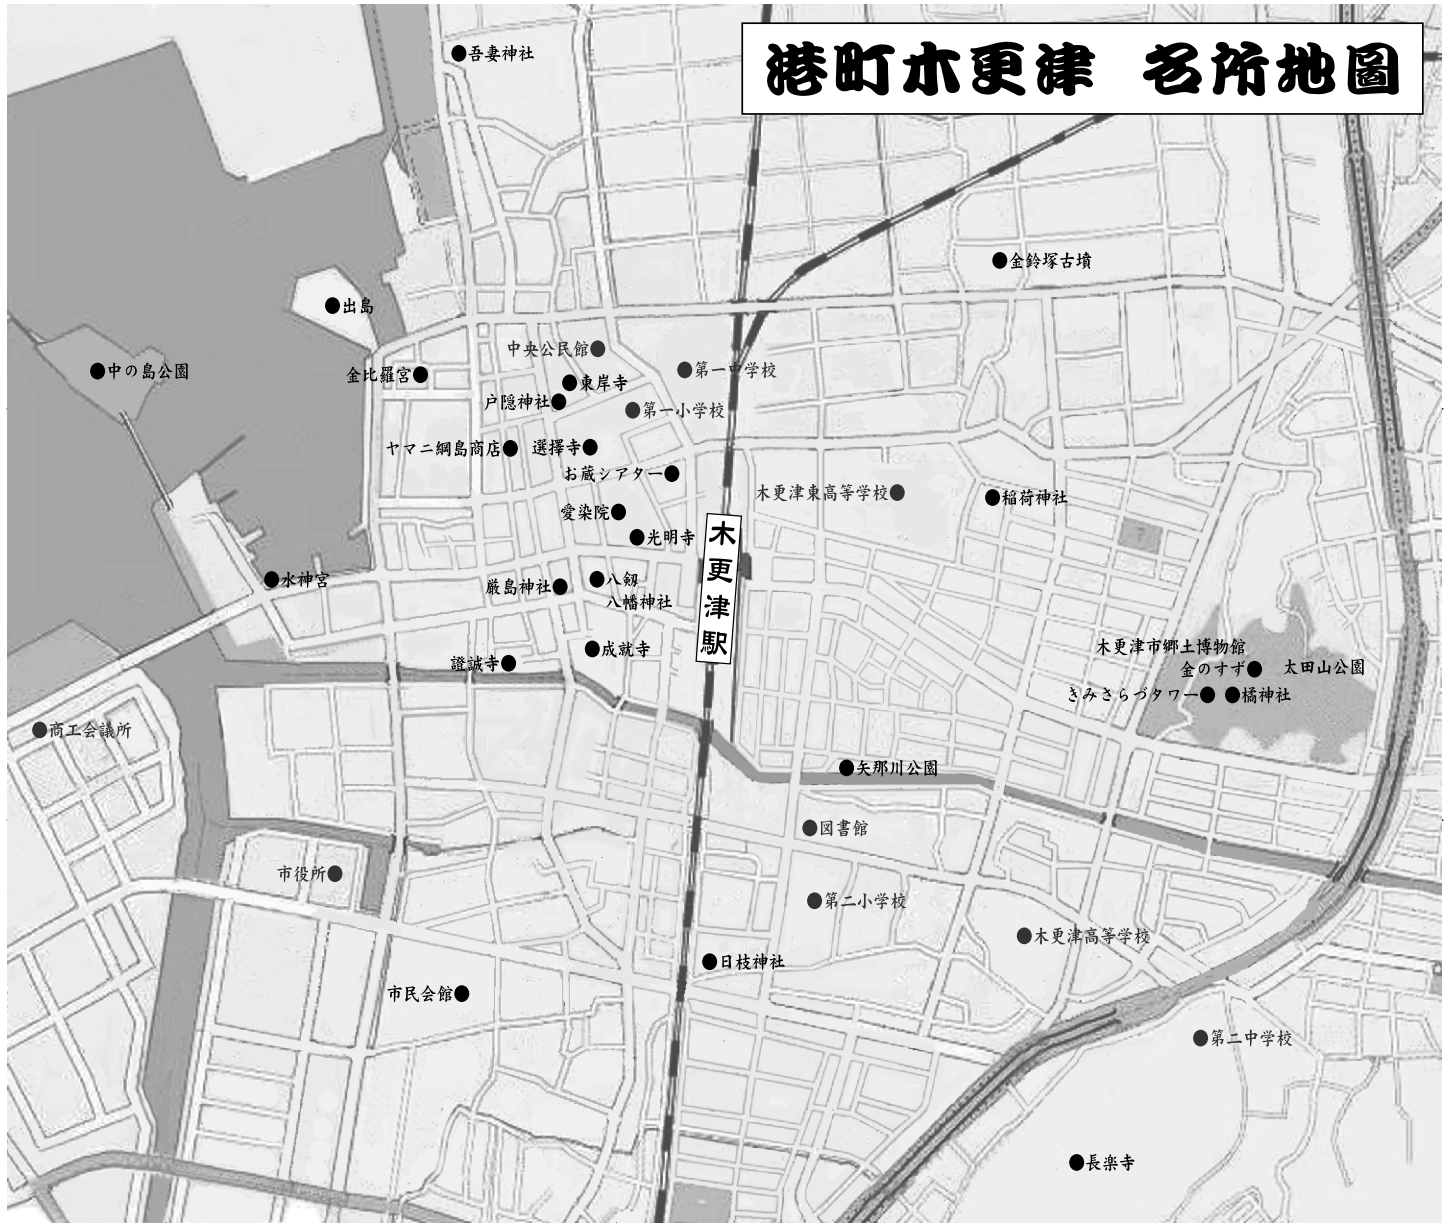 港町木更津 名所地圖
吾妻神社
金鈴塚古墳
出島
中央公民館
中の島公園
金比羅宮
第一中学校
東岸寺
戸隠神社
第一小学校
ヤマニ綱島商店
選擇寺
お蔵シアター
木更津東高等学校
稲荷神社
愛染院
光明寺
木更津駅
水神宮
厳島神社
八剱
八幡神社
成就寺
證誠寺
木更津市郷土博物館
金のすず
太田山公園
きみさらづタワー
橘神社
商工会議所
矢那川公園
図書館
市役所
第二小学校
木更津高等学校
日枝神社
市民会館
第二中学校
長楽寺